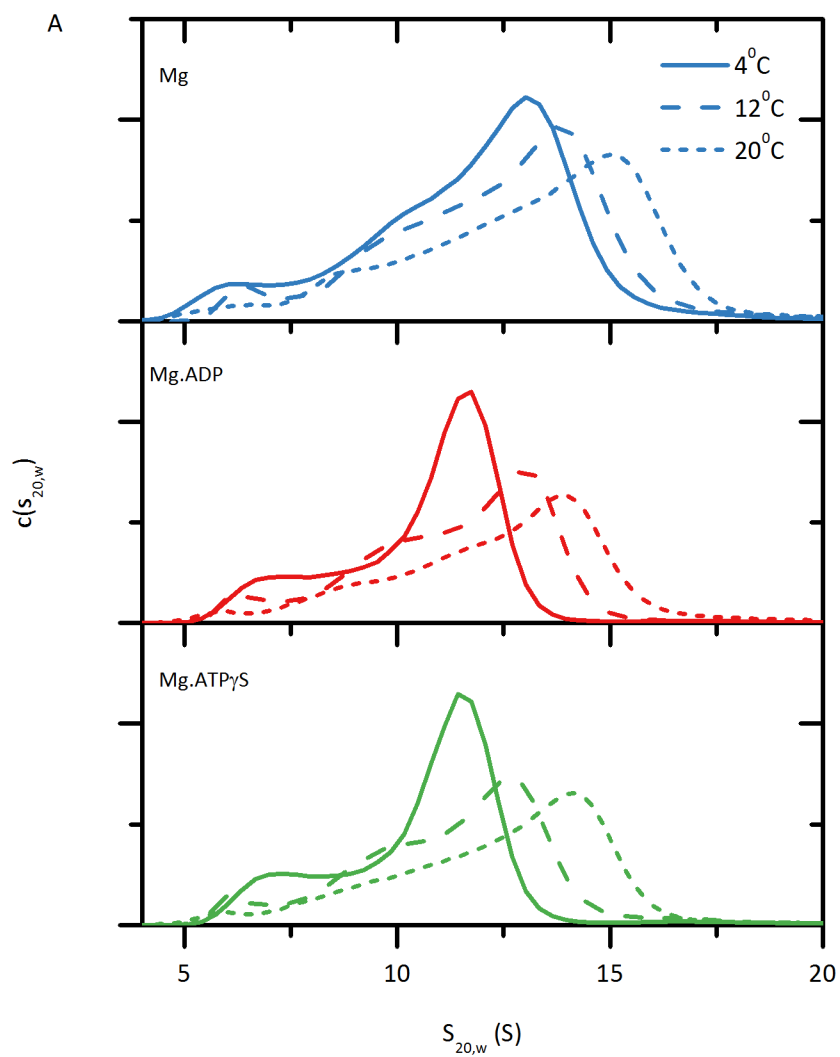 A
Mg
4⁰C
12⁰C
20⁰C
Mg.ADP
c(s20,w)
Mg.ATPγS
5 10 15 20
S20,w (S)